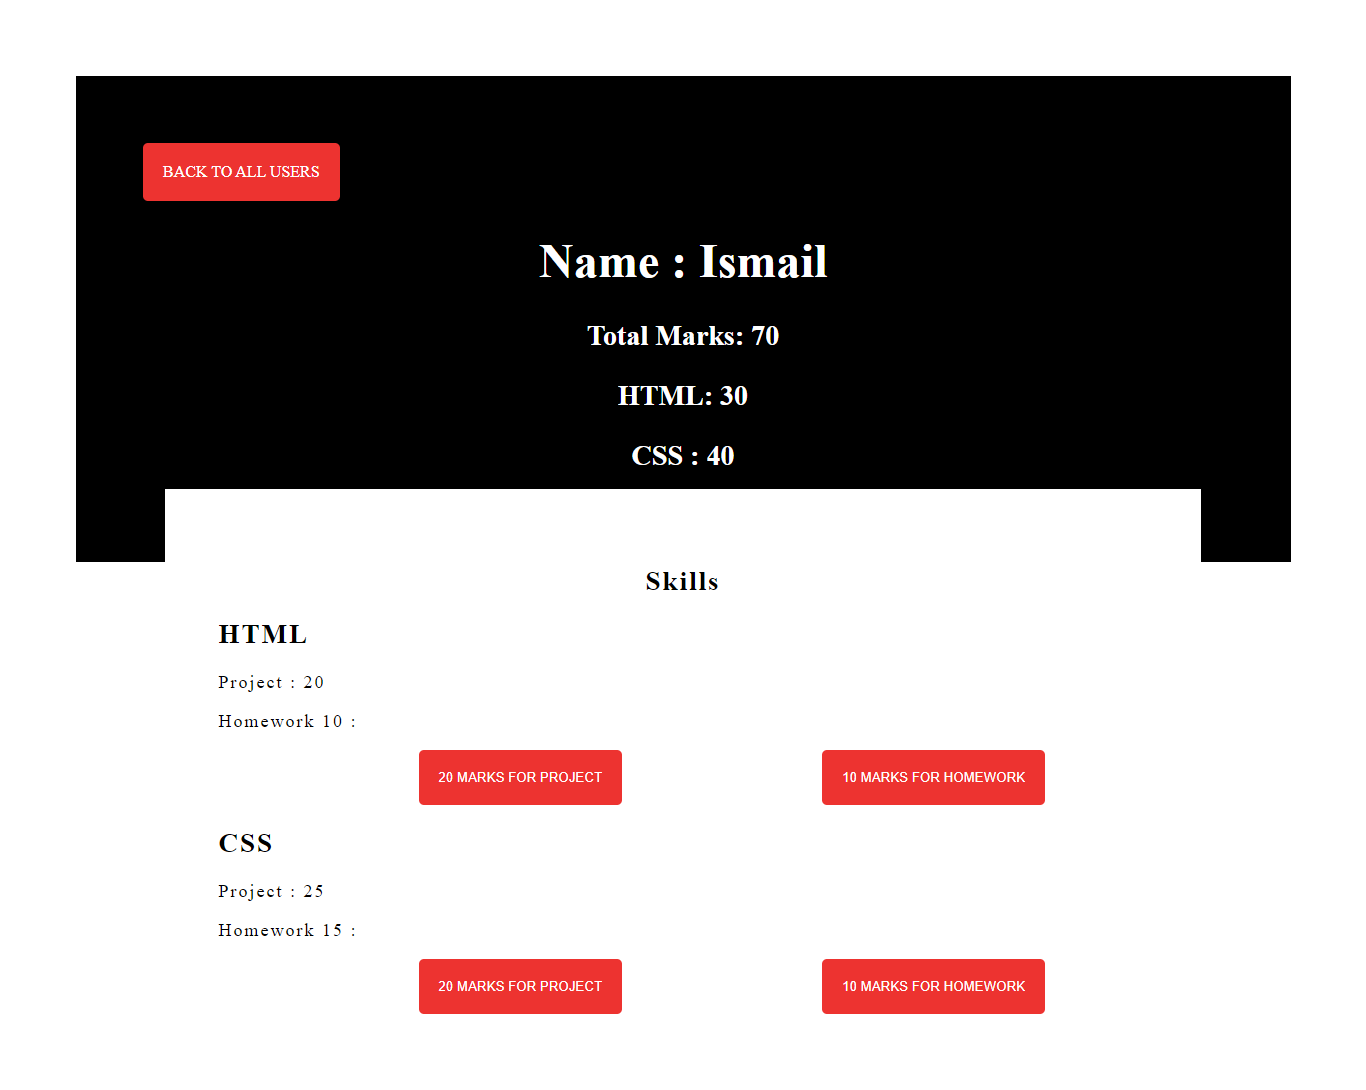 BACK TO ALL USERS
Name : Ismail
Total Marks: 70
HTML: 30
CSS : 40
Skills
HTML
Project : 20
Homework 10 :
20 MARKS FOR PROJECT 10 MARKS FOR HOMEWORK
CSS
Project : 25
Homework 15 :
20 MARKS FOR PROJECT 10 MARKS FOR HOMEWORK